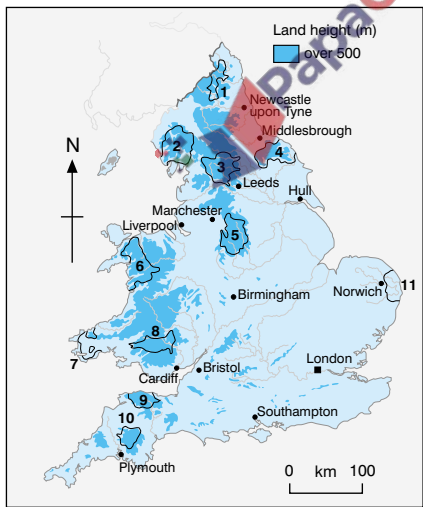 Land height (m)
over 500
PapaC
1
Newcastle
upon Tyne
Middlesbrough
2
3
4
N
Leeds
Hull
Manchester
Liverpool
5
6
Norwich
11
Birmingham
8
7
London
Cardiff
Bristol
9
10
Southampton
Plymouth
0 km 100